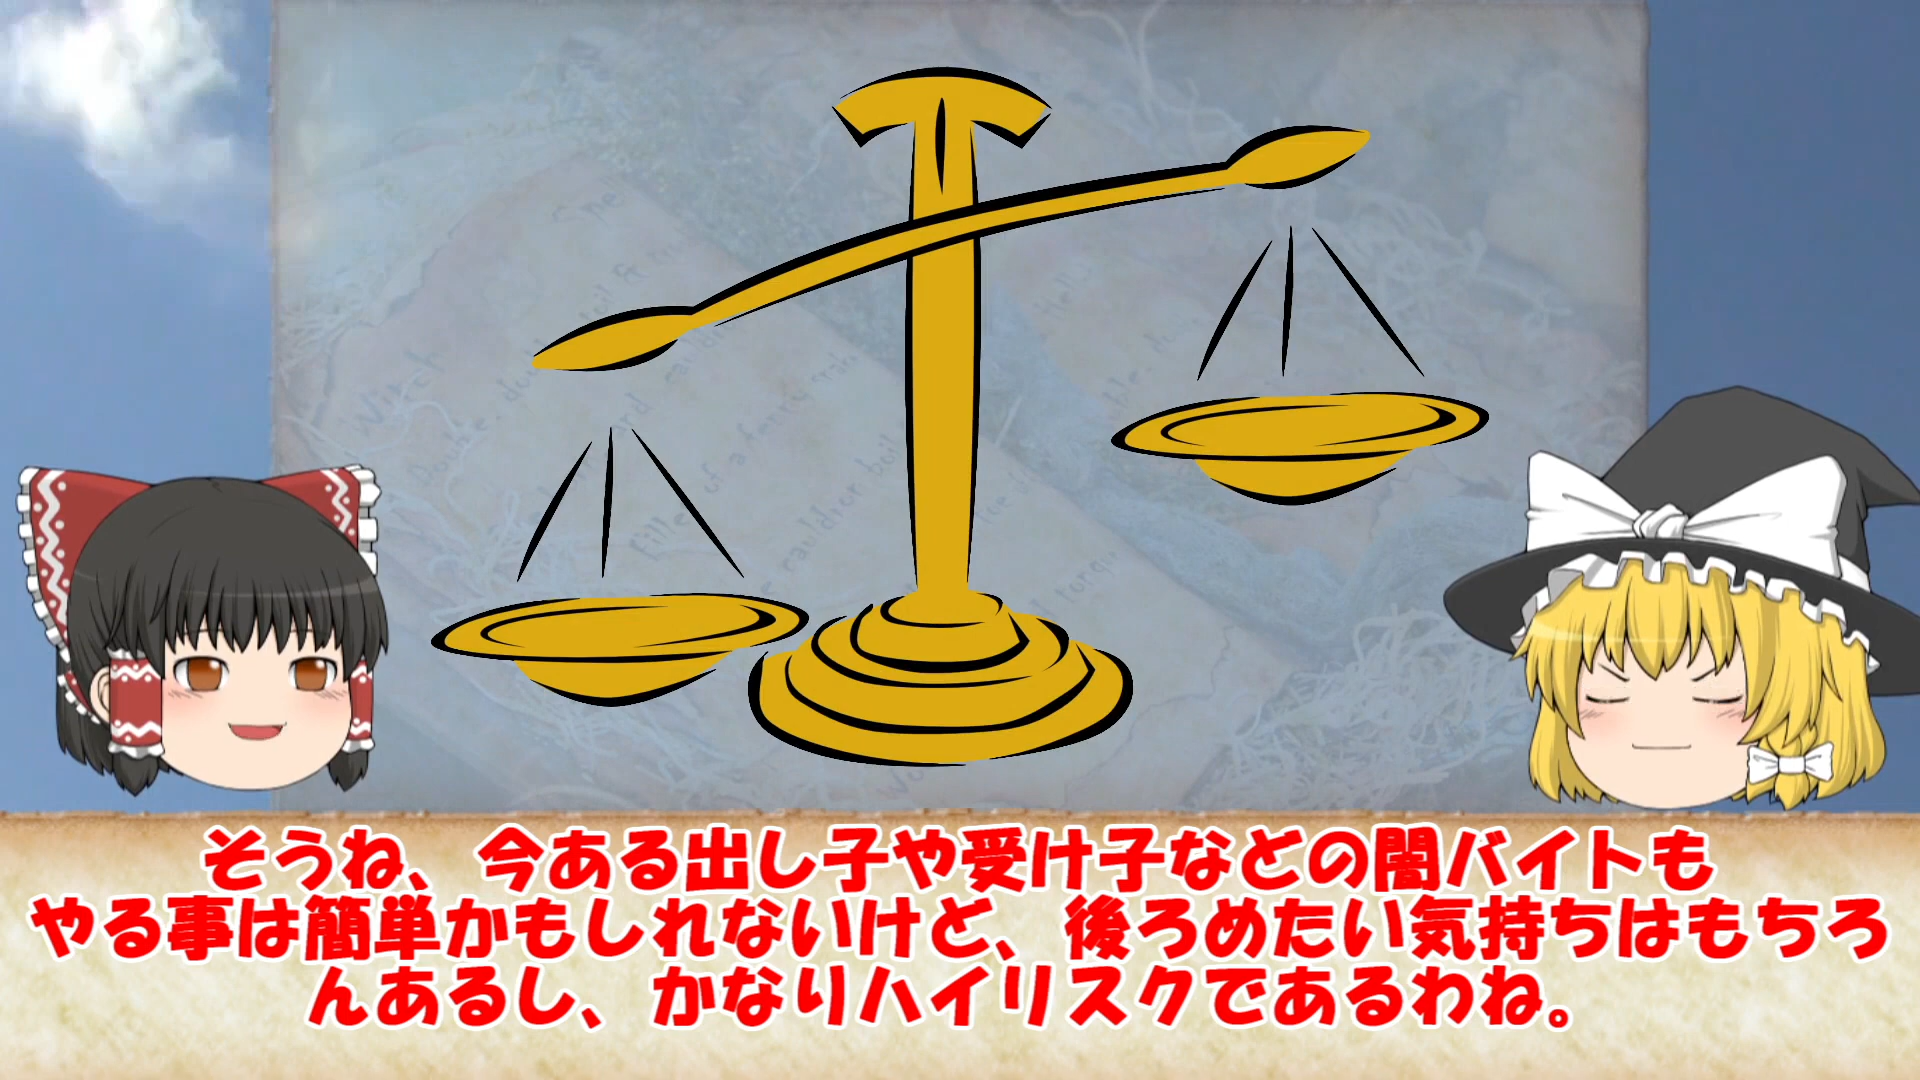 そうね、今ある出し子や受け子などの闇バイトも
やる事は簡単かもしれないけど、後ろめたい気持ちはもちろ
んあるし、かなりハイリスクであるわね。